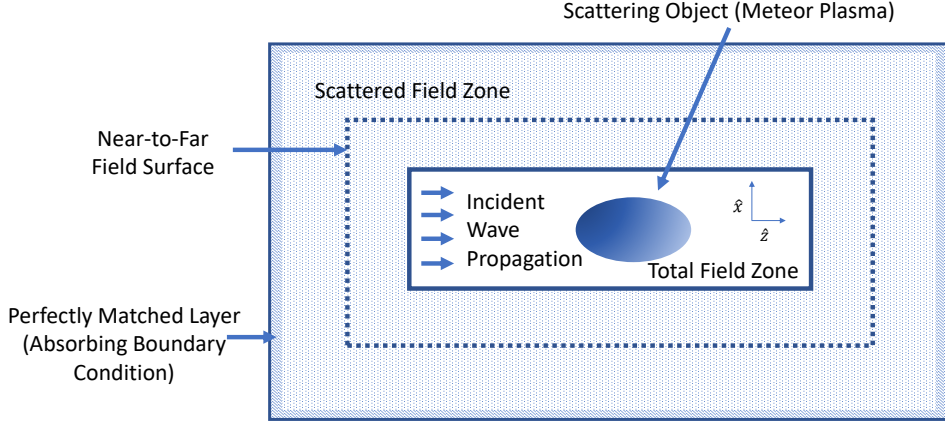 Scattering Object (Meteor Plasma)
Scattered Field Zone
Near-to-Far
Field Surface
Incident
Wave
Propagation
x̂
ẑ
Total Field Zone
Perfectly Matched Layer
(Absorbing Boundary
Condition)